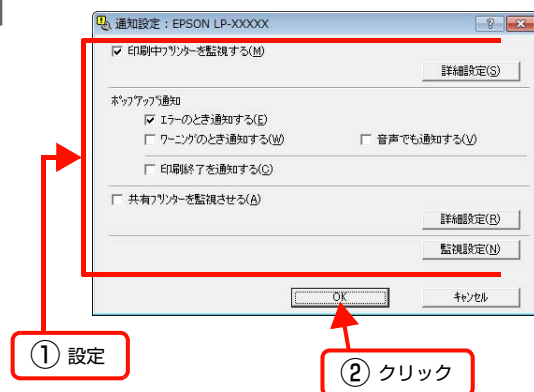 通知設定：EPSON LP-XXXXX
印刷中プリンターを監視する(M)
詳細設定(S)
ポップアップ通知
エラーのとき通知する(E)
ワーニングのとき通知する(W)
音声でも通知する(V)
印刷終了を通知する(C)
共有プリンターを監視させる(A)
詳細設定(R)
監視設定(N)
OK
キャンセル
① 設定
② クリック